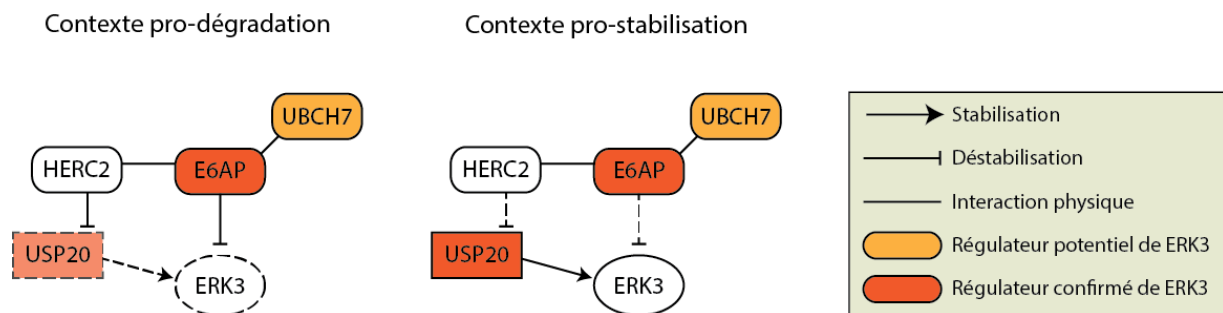 Contexte pro-dégradation
Contexte pro-stabilisation
UBCH7
HERC2
E6AP
USP20
ERK3
UBCH7
HERC2
E6AP
USP20
ERK3
Stabilisation
Déstabilisation
Interaction physique
Régulateur potentiel de ERK3
Régulateur confirmé de ERK3